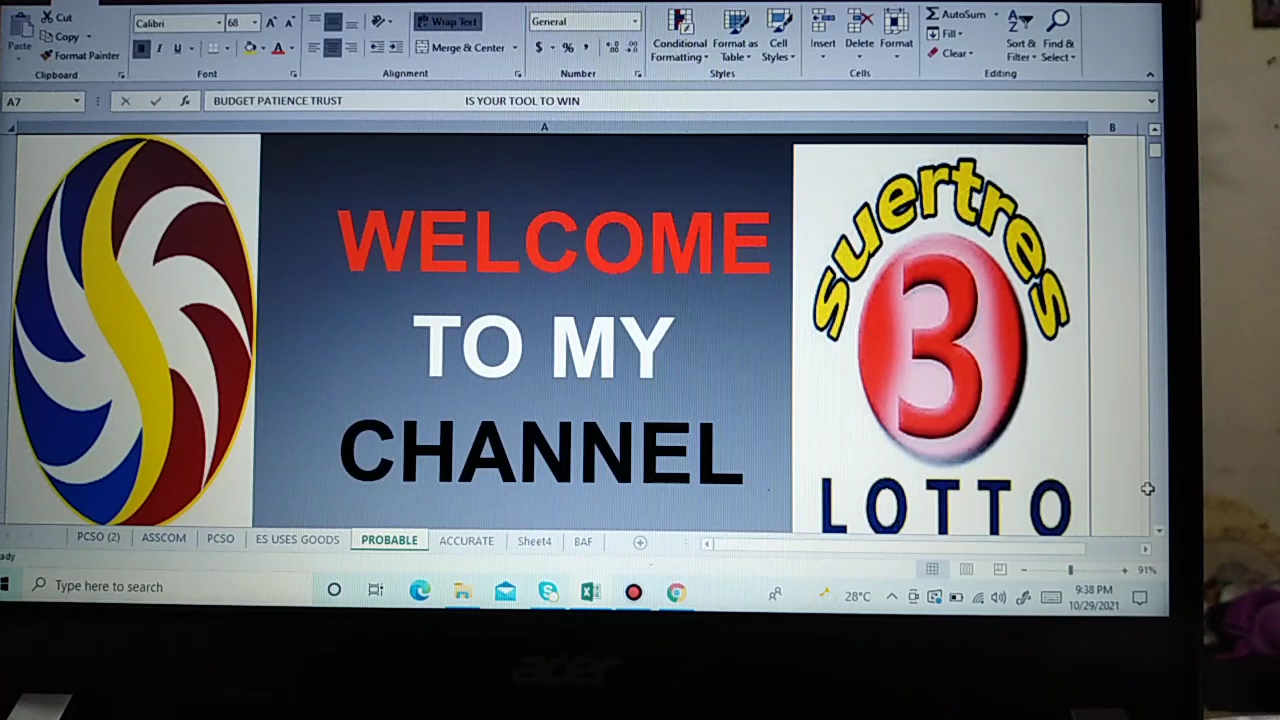 Cut
Calibri
68
A
A
Wrap Text
General
AutoSum
Copy
Paste
Fill
Format Painter
B I U
A
Merge & Center
$ % ,
Conditional Formatting
Format as Table
Cell Styles
Insert
Delete
Format
Clear
Sort & Filter
Find & Select
Clipboard
Font
Alignment
Number
Styles
Cells
Editing
A7
fx
BUDGET PATIENCE TRUST IS YOUR TOOL TO WIN
A
B
WELCOME
TO MY
CHANNEL
suertres
3
LOTTO
PCSO (2)
ASSCOM
PCSO
ES USES GOODS
PROBABLE
ACCURATE
Sheet4
BAF
ady
91%
Type here to search
28°C
9:38 PM
10/29/2021
acer